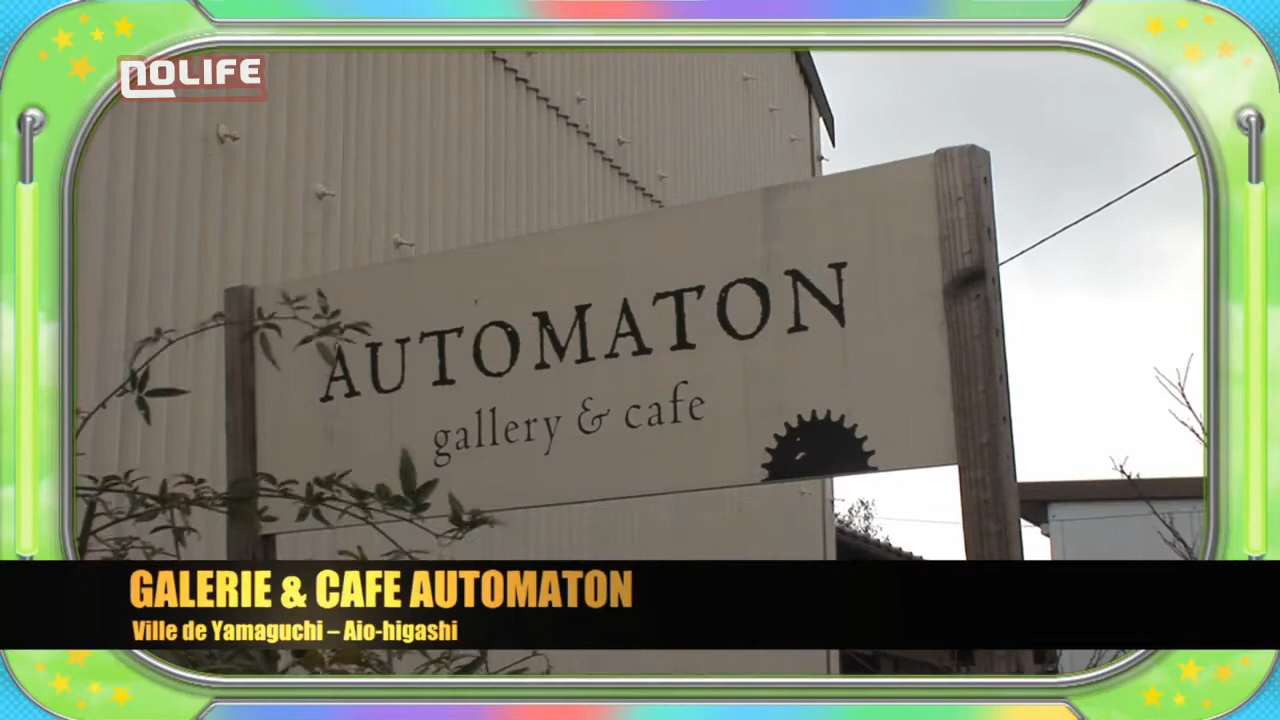 NOLIFE
AUTOMATON
gallery & cafe
GALERIE & CAFE AUTOMATON
Ville de Yamaguchi – Aio-higashi